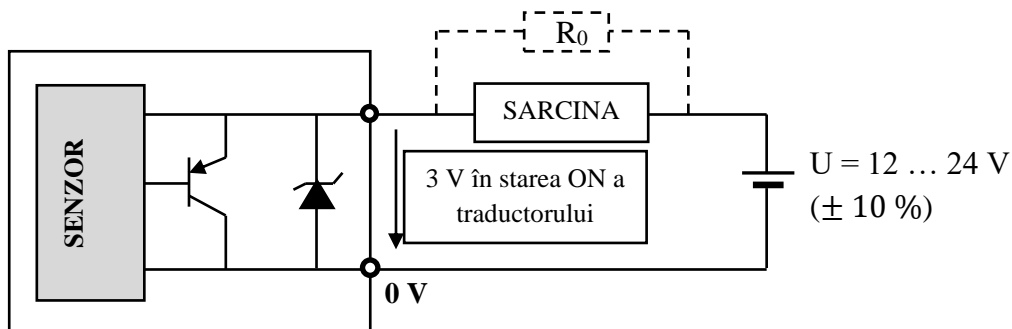 R₀
SARCINA
SENZOR
3 V în starea ON a
traductorului
U = 12 … 24 V
(± 10 %)
0 V